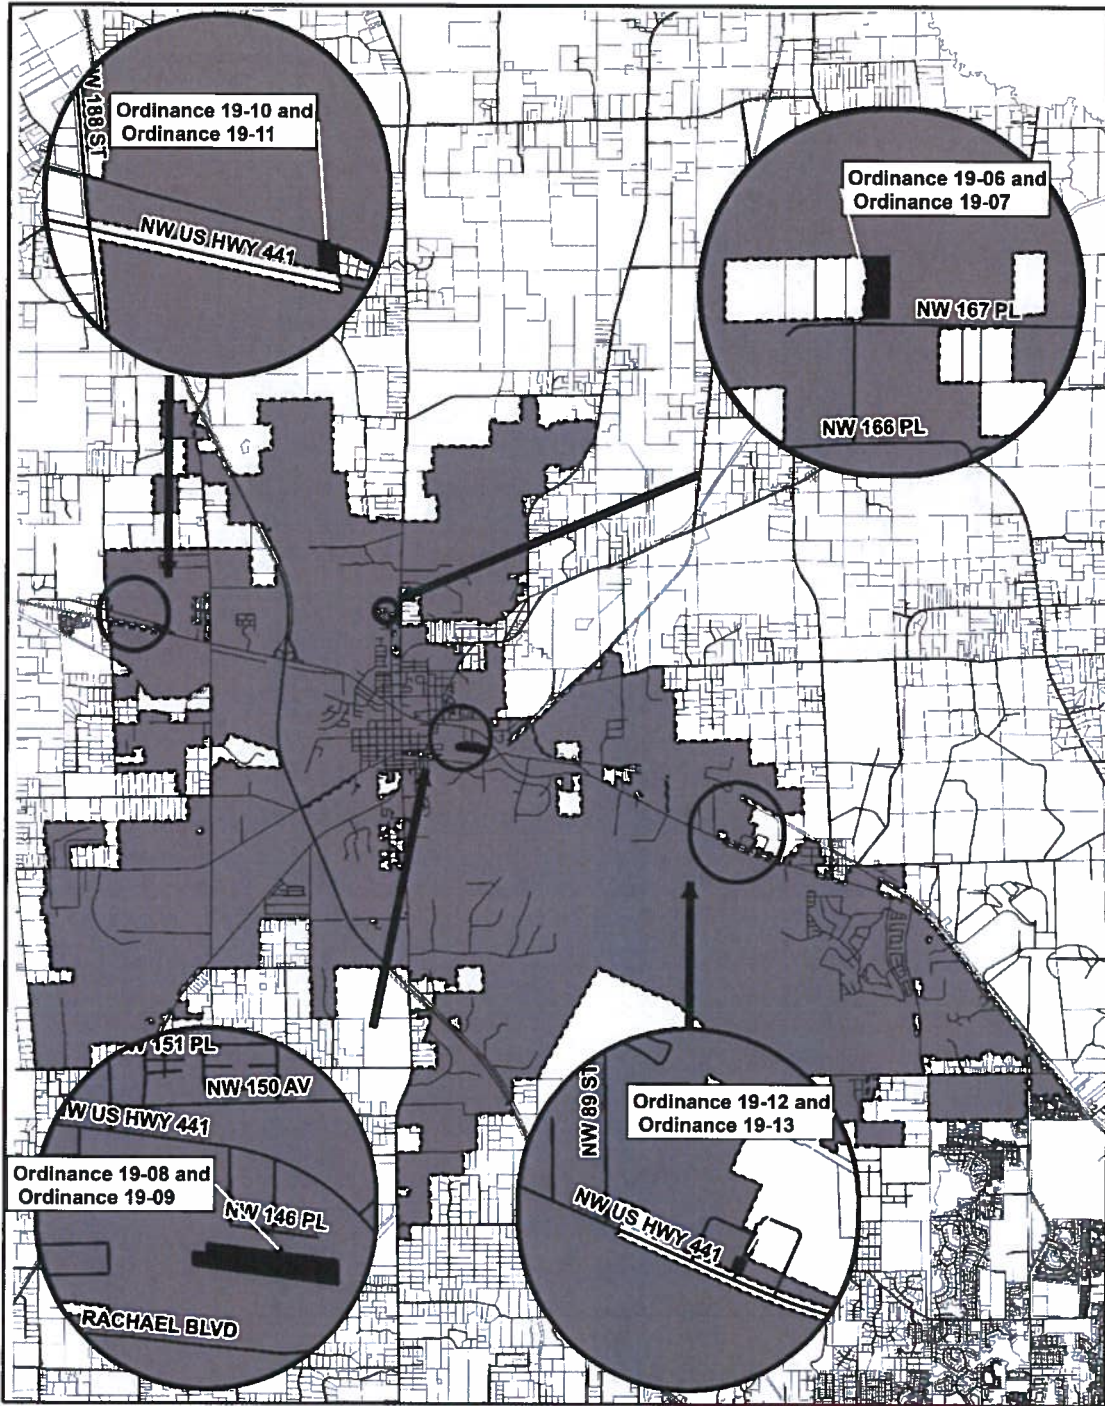 W 188 ST
Ordinance 19-10 and
Ordinance 19-11
NW US HWY 441
Ordinance 19-06 and
Ordinance 19-07
NW 167 PL
NW 166 PL
151 PL
NW 150 AV
W US HWY 441
Ordinance 19-08 and
Ordinance 19-09
NW 146 PL
RACHAEL BLVD
NW 89 ST
Ordinance 19-12 and
Ordinance 19-13
NW US HWY 441